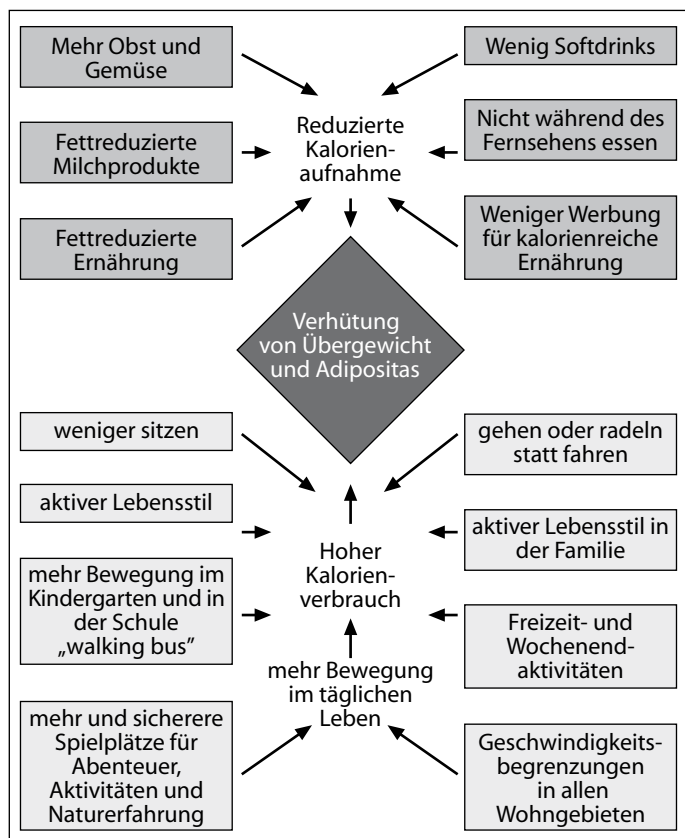 Mehr Obst und
Gemüse
Wenig Softdrinks
Fettreduzierte
Milchprodukte
Reduzierte
Kalorien-
aufnahme
Nicht während des
Fernsehens essen
Fettreduzierte
Ernährung
Weniger Werbung
für kalorienreiche
Ernährung
Verhütung
von Übergewicht
und Adipositas
weniger sitzen
gehen oder radeln
statt fahren
aktiver Lebensstil
Hoher
Kalorien-
verbrauch
aktiver Lebensstil in
der Familie
mehr Bewegung im
Kindergarten und in
der Schule
„walking bus”
Freizeit- und
Wochenend-
aktivitäten
mehr Bewegung
im täglichen
Leben
mehr und sicherere
Spielplätze für
Abenteuer,
Aktivitäten und
Naturerfahrung
Geschwindigkeits-
begrenzungen
in allen
Wohngebieten